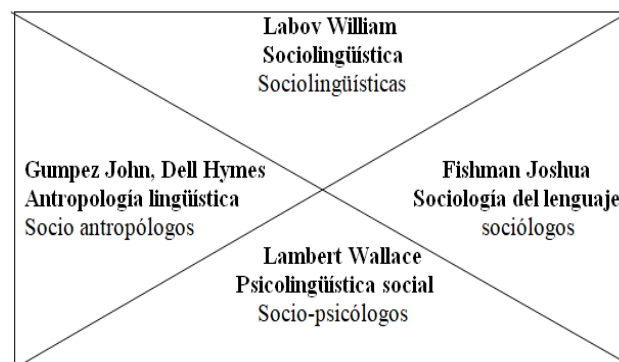 Labov William
Sociolingüística
Sociolingüísticas
Gumpez John, Dell Hymes
Antropología lingüística
Socio antropólogos
Fishman Joshua
Sociología del lenguaje
sociólogos
Lambert Wallace
Psicolingüística social
Socio-psicólogos